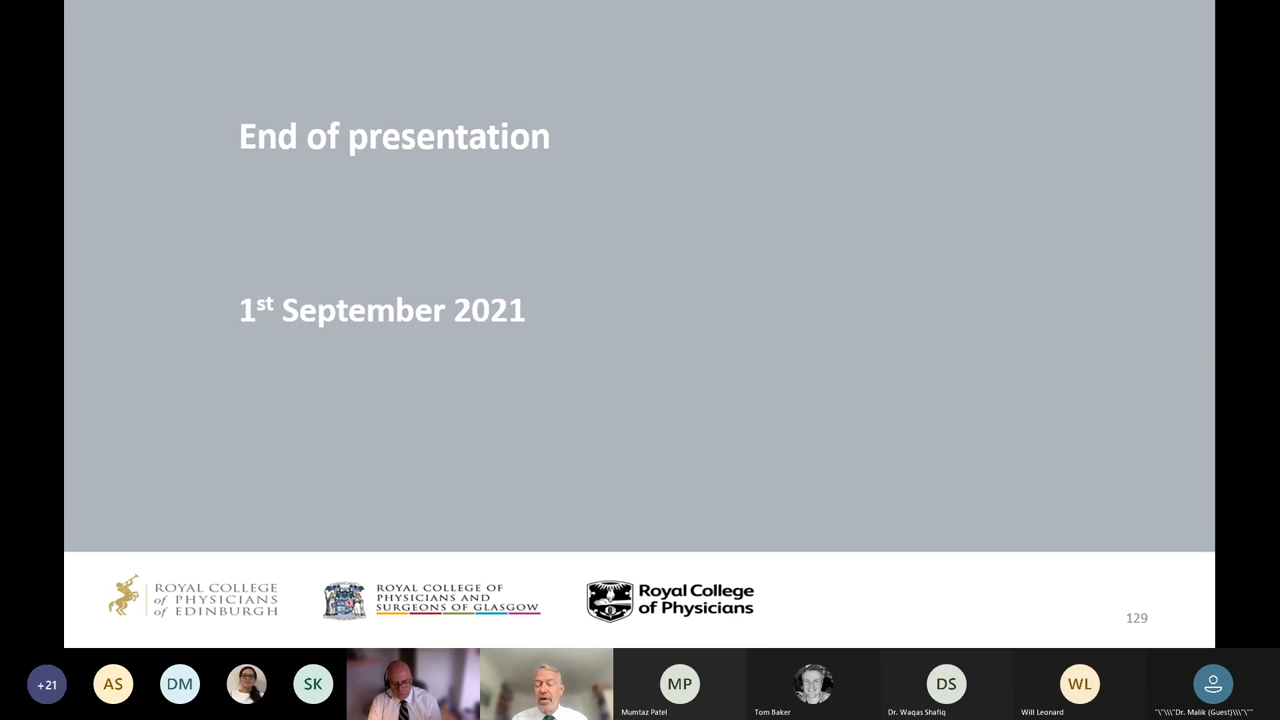 End of presentation
1st September 2021
ROYAL COLLEGE
of PHYSICIANS
of EDINBURGH
ROYAL COLLEGE OF
PHYSICIANS AND
SURGEONS OF GLASGOW
Royal College
of Physicians
129
+21
AS
DM
SK
MP
Mumtaz Patel
Tom Baker
DS
Dr. Waqas Shafiq
WL
Will Leonard
"\"\\\"Dr. Malik (Guest)\\\"\""